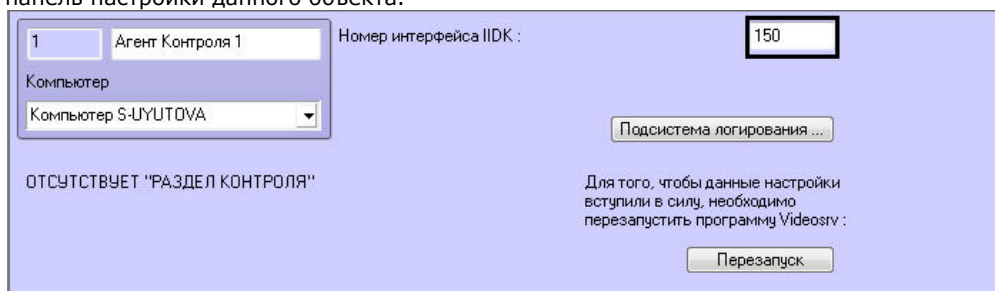 панель настройки данного объекта.
1 Агент Контроля 1 Номер интерфейса IIDK : 150
Компьютер
Компьютер S-UYUTOVA
Подсистема логирования ...
ОТСУТСТВУЕТ "РАЗДЕЛ КОНТРОЛЯ"
Для того, чтобы данные настройки
вступили в силу, необходимо
перезапустить программу Videosrv :
Перезапуск